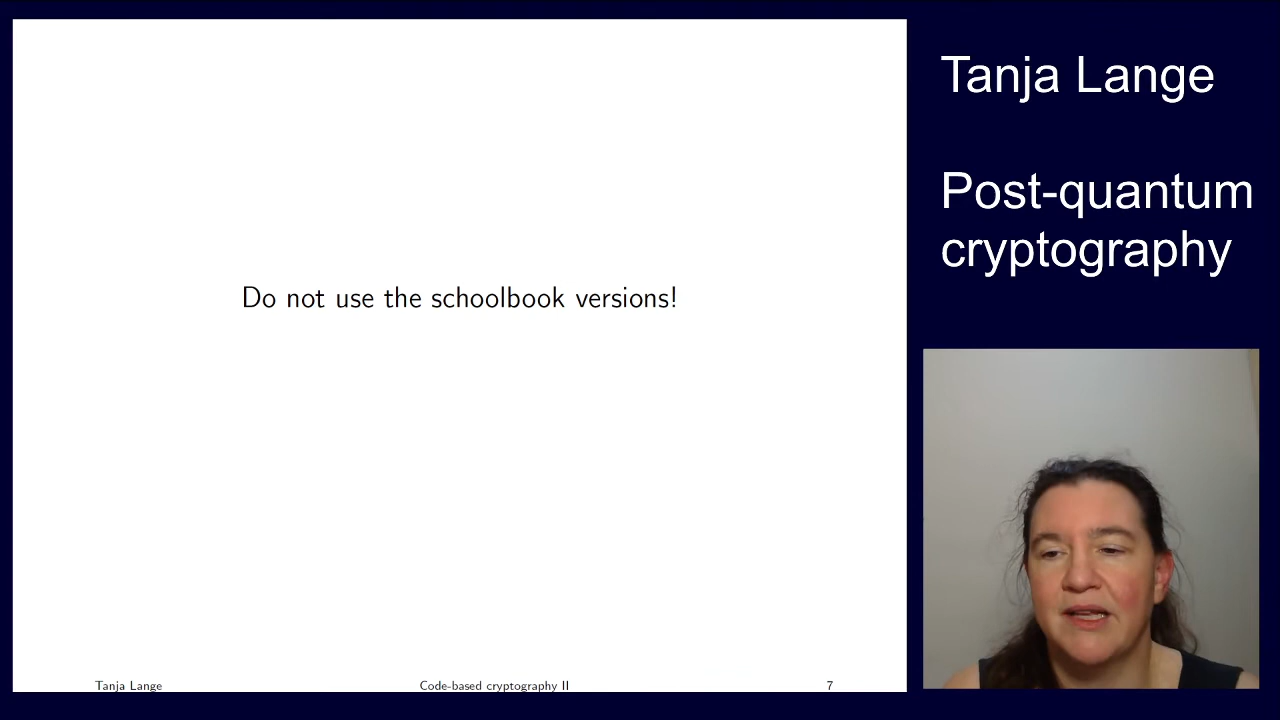 Do not use the schoolbook versions!
Tanja Lange
Code-based cryptography II
7
Tanja Lange
Post-quantum
cryptography